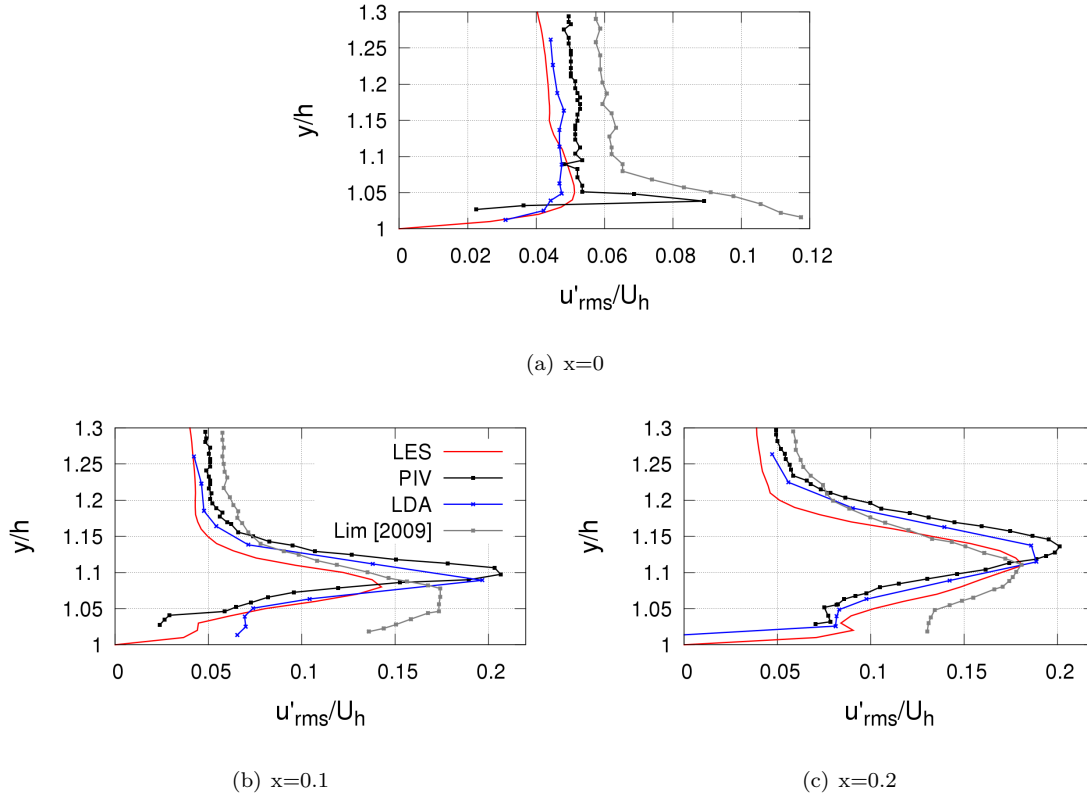 1.3
1.25
1.2
1.15
1.1
1.05
1
y/h
0 0.02 0.04 0.06 0.08 0.1 0.12
u'rms/Uh
(a) x=0
1.3
1.25
1.2
1.15
1.1
1.05
1
y/h
0 0.05 0.1 0.15 0.2
u'rms/Uh
LES
PIV
LDA
Lim [2009]
(b) x=0.1
1.3
1.25
1.2
1.15
1.1
1.05
1
y/h
0 0.05 0.1 0.15 0.2
u'rms/Uh
(c) x=0.2